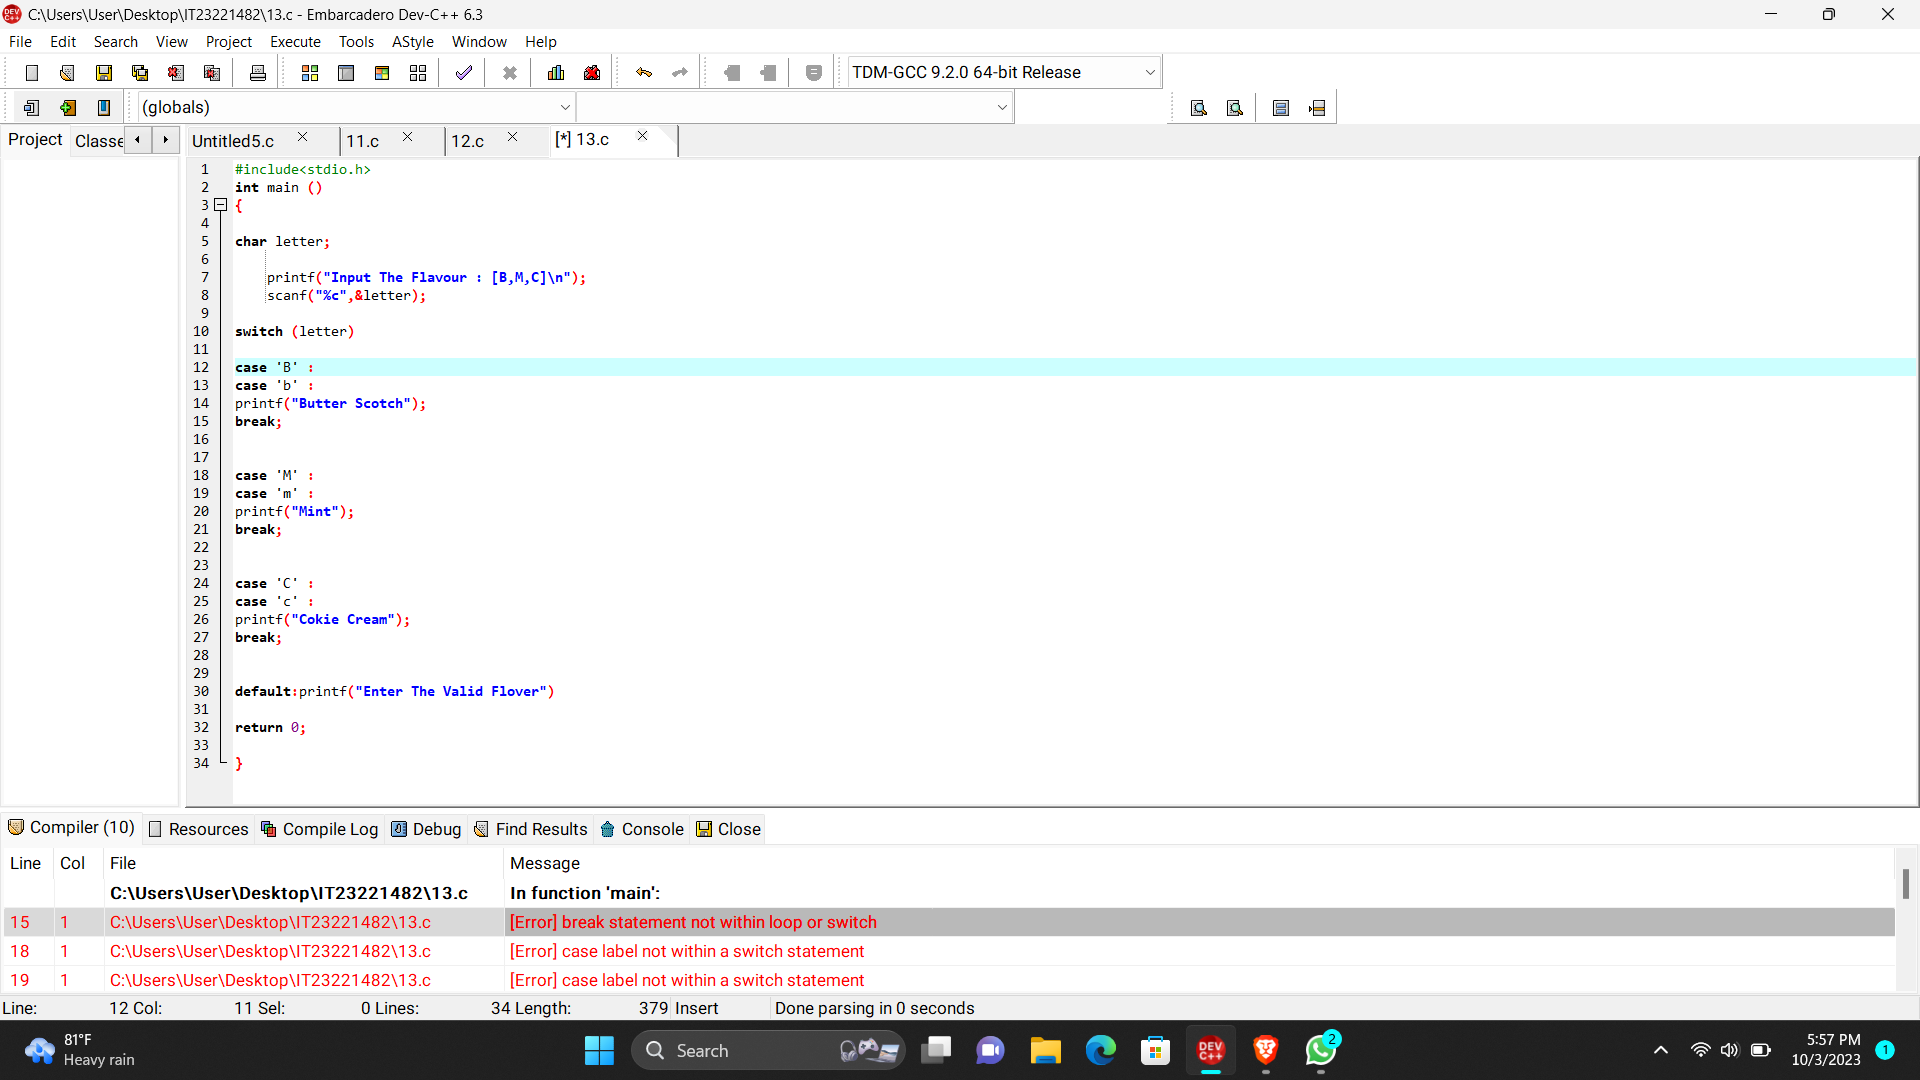 C:\Users\User\Desktop\IT23221482\13.c - Embarcadero Dev-C++ 6.3
File Edit Search View Project Execute Tools AStyle Window Help
TDM-GCC 9.2.0 64-bit Release
(globals)
Project Classe Untitled5.c 11.c 12.c [*] 13.c
1 #include<stdio.h>
2 int main ()
3 {
4
5 char letter;
6
7 printf("Input The Flavour : [B,M,C]\n");
8 scanf("%c",&letter);
9
10 switch (letter)
11
12 case 'B' :
13 case 'b' :
14 printf("Butter Scotch");
15 break;
16
17
18 case 'M' :
19 case 'm' :
20 printf("Mint");
21 break;
22
23
24 case 'C' :
25 case 'c' :
26 printf("Cokie Cream");
27 break;
28
29
30 default:printf("Enter The Valid Flover")
31
32 return 0;
33
34 }
Compiler (10) Resources Compile Log Debug Find Results Console Close
Line Col File Message
C:\Users\User\Desktop\IT23221482\13.c In function 'main':
15 1 C:\Users\User\Desktop\IT23221482\13.c [Error] break statement not within loop or switch
18 1 C:\Users\User\Desktop\IT23221482\13.c [Error] case label not within a switch statement
19 1 C:\Users\User\Desktop\IT23221482\13.c [Error] case label not within a switch statement
Line: 12 Col: 11 Sel: 0 Lines: 34 Length: 379 Insert Done parsing in 0 seconds
81°F
Heavy rain
Search
DEV
C++
2
5:57 PM
10/3/2023
1